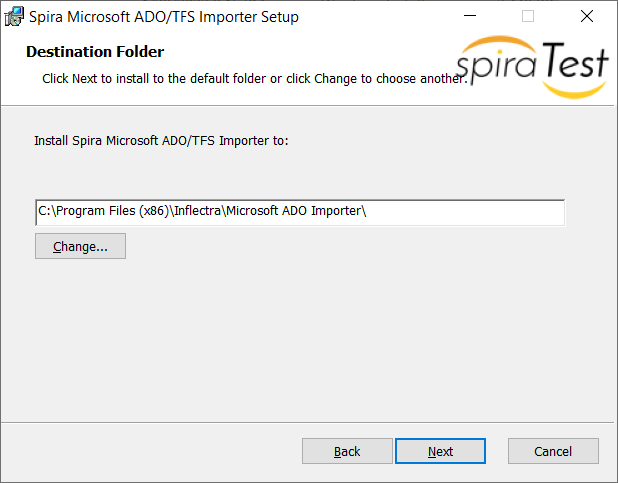 Spira Microsoft ADO/TFS Importer Setup
Destination Folder
Click Next to install to the default folder or click Change to choose another.
spiraTest
Install Spira Microsoft ADO/TFS Importer to:
C:\Program Files (x86)\Inflectra\Microsoft ADO Importer\
Change...
Back Next Cancel